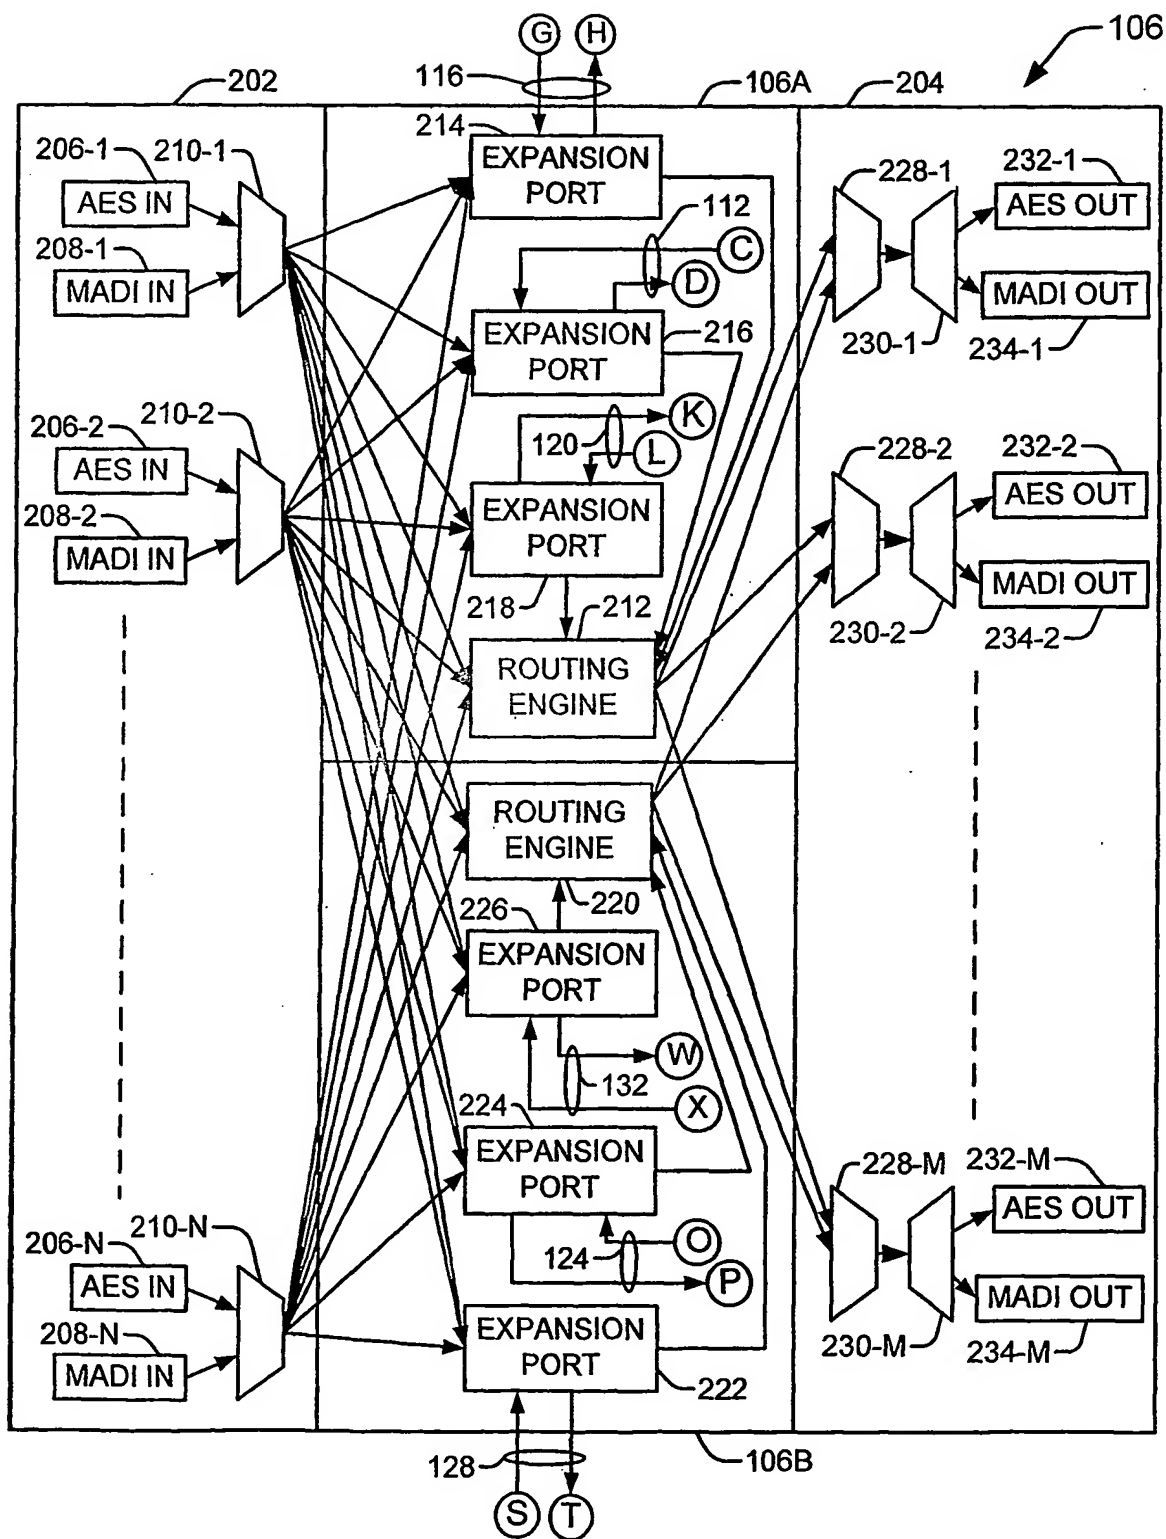 G H
106
202
116
106A
204
214
EXPANSION
PORT
206-1
210-1
AES IN
208-1
MADI IN
112
C
D
EXPANSION
PORT
216
228-1
232-1
AES OUT
MADI OUT
230-1
234-1
206-2
210-2
AES IN
208-2
MADI IN
K
120
L
EXPANSION
PORT
218
212
ROUTING
ENGINE
228-2
232-2
AES OUT
MADI OUT
230-2
234-2
ROUTING
ENGINE
220
226
EXPANSION
PORT
W
132
X
224
EXPANSION
PORT
O
124
P
EXPANSION
PORT
222
206-N
210-N
AES IN
208-N
MADI IN
228-M
232-M
AES OUT
MADI OUT
230-M
234-M
128
106B
S T